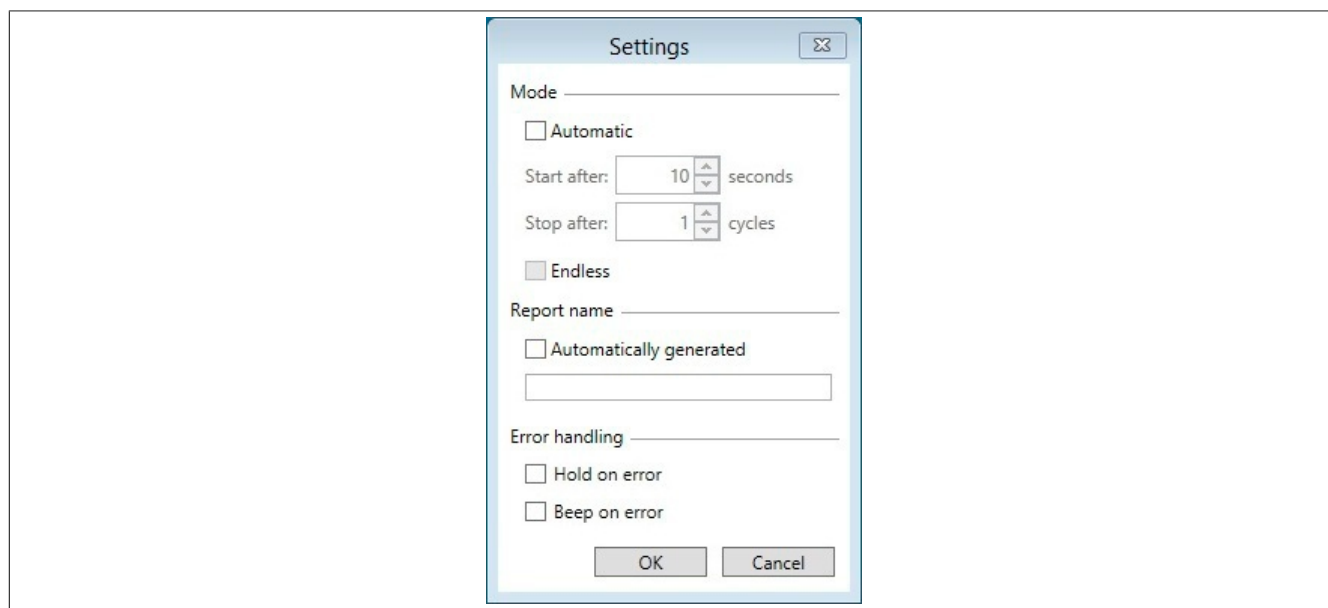 Settings
Mode
Automatic
Start after: 10 seconds
Stop after: 1 cycles
Endless
Report name
Automatically generated
Error handling
Hold on error
Beep on error
OK Cancel